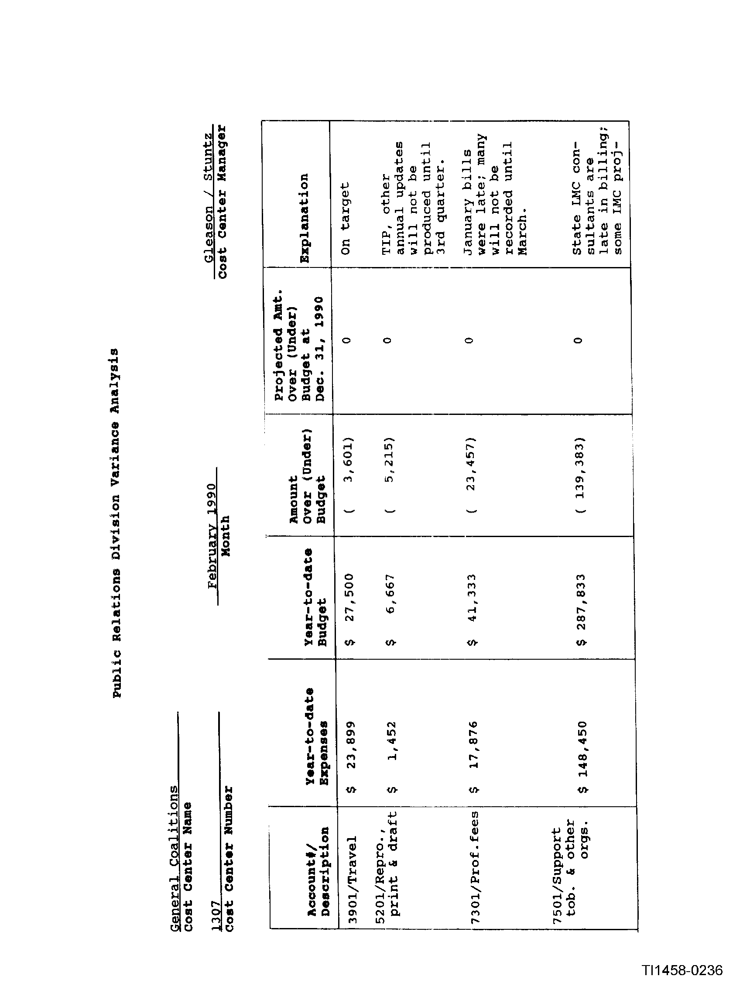 Public Relations Division Variance Analysis
General Coalitions
Cost Center Name
1307
Cost Center Number
February 1990
Month
Gleason / Stuntz
Cost Center Manager
Account#/
Description
Year-to-date
Expenses
Year-to-date
Budget
Amount
Over (Under)
Budget
Projected Amt.
Over (Under)
Budget at
Dec. 31, 1990
Explanation
3901/Travel $ 23,899 $ 27,500 ( 3,601) 0 On target
5201/Repro., print & draft $ 1,452 $ 6,667 ( 5,215) 0 TIP, other
annual updates
will not be
produced until
3rd quarter.
7301/Prof.fees $ 17,876 $ 41,333 ( 23,457) 0 January bills
were late; many
will not be
recorded until
March.
7501/Support
tob. & other
orgs. $ 148,450 $ 287,833 ( 139,383) 0 State LMC con-
sultants are
late in billing;
some LMC proj-
TI1458-0236